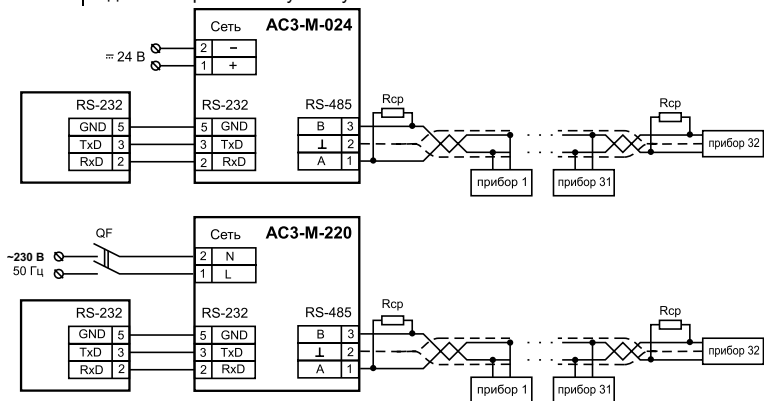 Сеть AC3-M-024
2 –
⎓ 24 В
1 +
RS-232 RS-232 RS-485 Rср Rср
GND 5 5 GND B 3
TxD 3 3 TxD ⊥ 2 прибор 32
RxD 2 2 RxD A 1
прибор 1 прибор 31
QF Сеть AC3-M-220
~230 В 2 N
50 Гц 1 L
RS-232 RS-232 RS-485 Rср Rср
GND 5 5 GND B 3
TxD 3 3 TxD ⊥ 2 прибор 32
RxD 2 2 RxD A 1
прибор 1 прибор 31